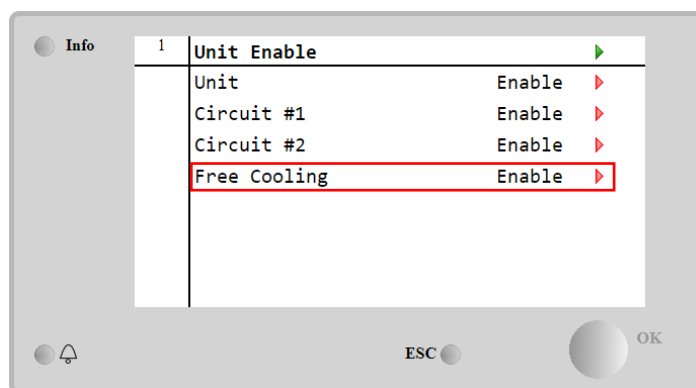 Info
1 Unit Enable
Unit Enable
Circuit #1 Enable
Circuit #2 Enable
Free Cooling Enable
ESC
OK